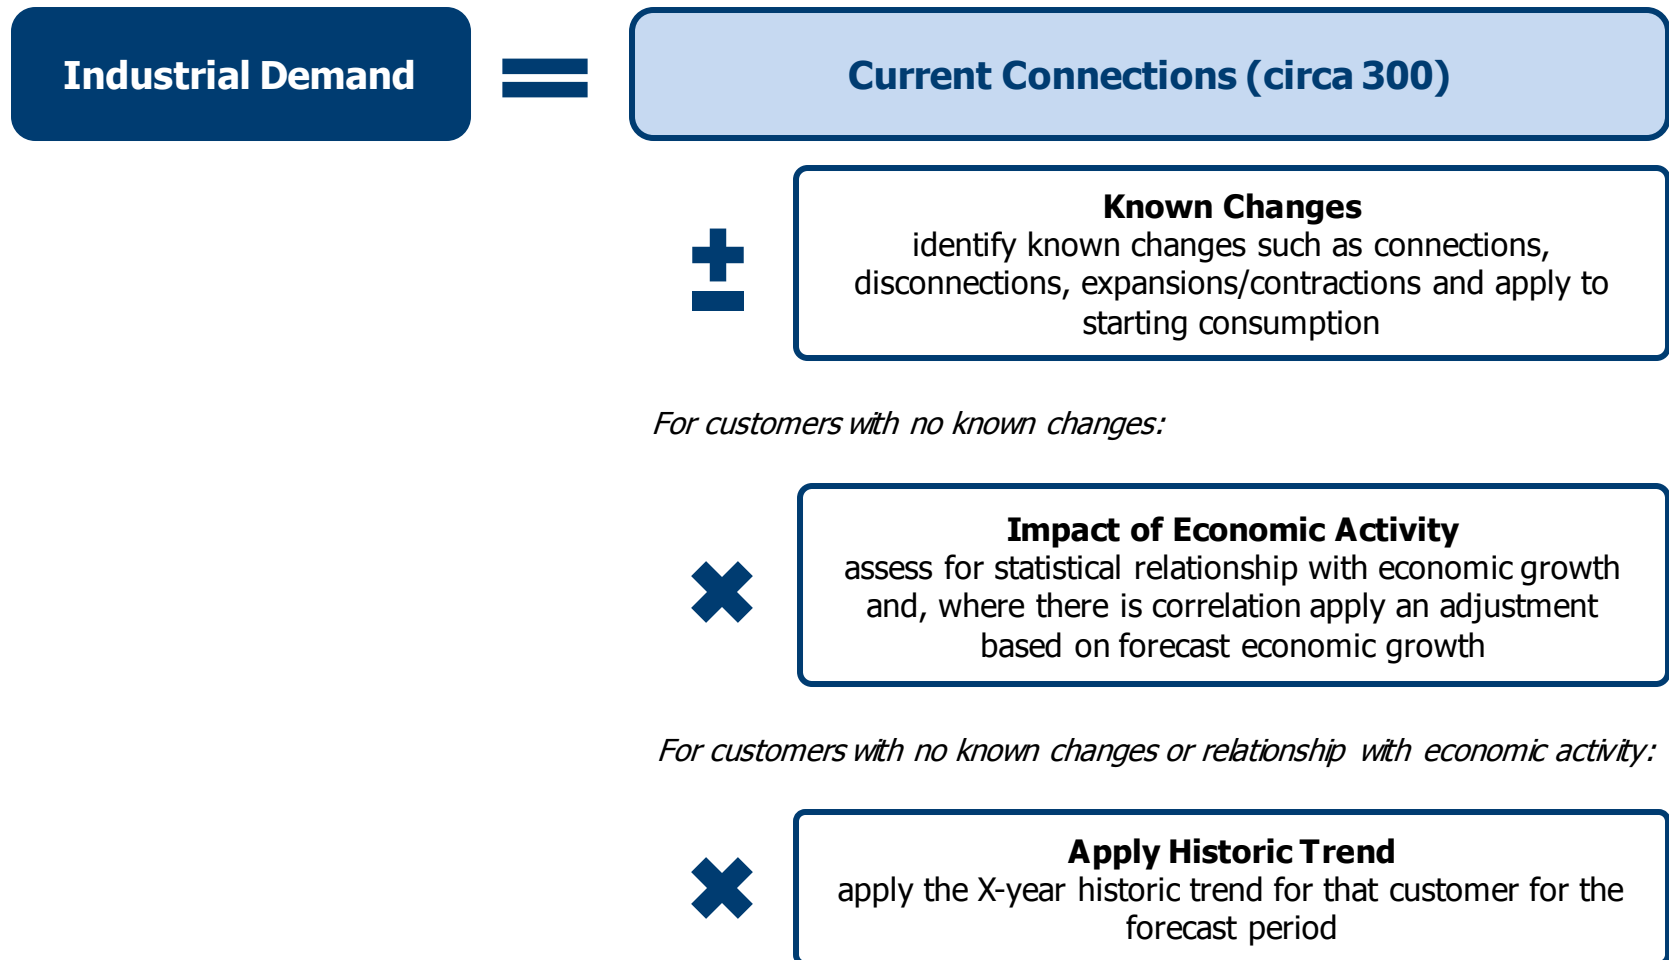 Industrial Demand
Current Connections (circa 300)
Known Changes
identify known changes such as connections,
disconnections, expansions/contractions and apply to
starting consumption
For customers with no known changes:
Impact of Economic Activity
assess for statistical relationship with economic growth
and, where there is correlation apply an adjustment
based on forecast economic growth
For customers with no known changes or relationship with economic activity:
Apply Historic Trend
apply the X-year historic trend for that customer for the
forecast period